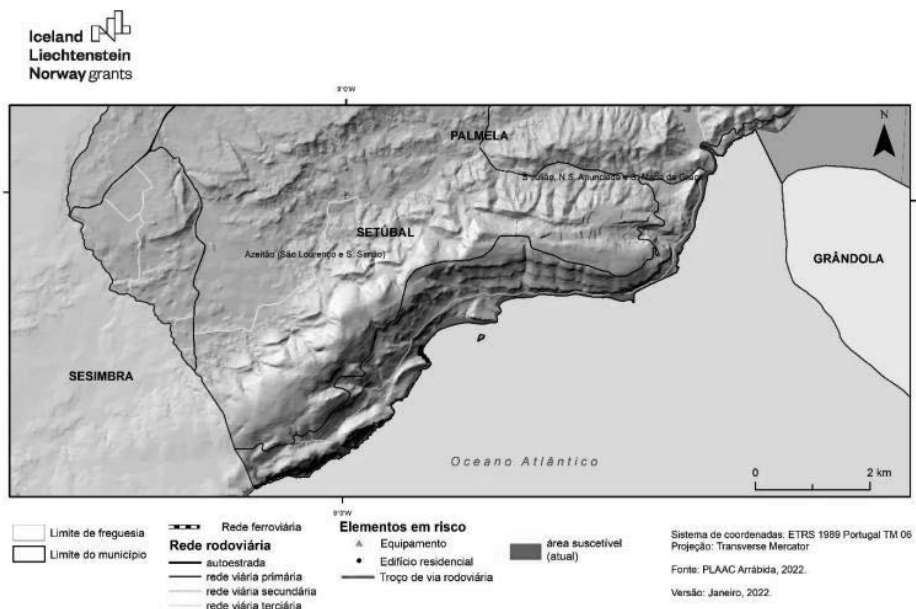 Iceland
Liechtenstein
Norway grants
9°0'W
N
PALMELA
S. Julião, N.S. Anunciada e S. Maria da Graça
SETÚBAL
Azeitão (São Lourenço e S. Simão)
GRÂNDOLA
SESIMBRA
Oceano Atlântico
0 2 km
9°0'W
Limite de freguesia
Limite do município
Rede ferroviária
Rede rodoviária
autoestrada
rede viária primária
rede viária secundária
rede viária terciária
Elementos em risco
Equipamento
Edifício residencial
Troço de via rodoviária
área suscetível
(atual)
Sistema de coordenadas: ETRS 1989 Portugal TM 06
Projeção: Transverse Mercator
Fonte: PLAAC Arrábida, 2022.
Versão: Janeiro, 2022.